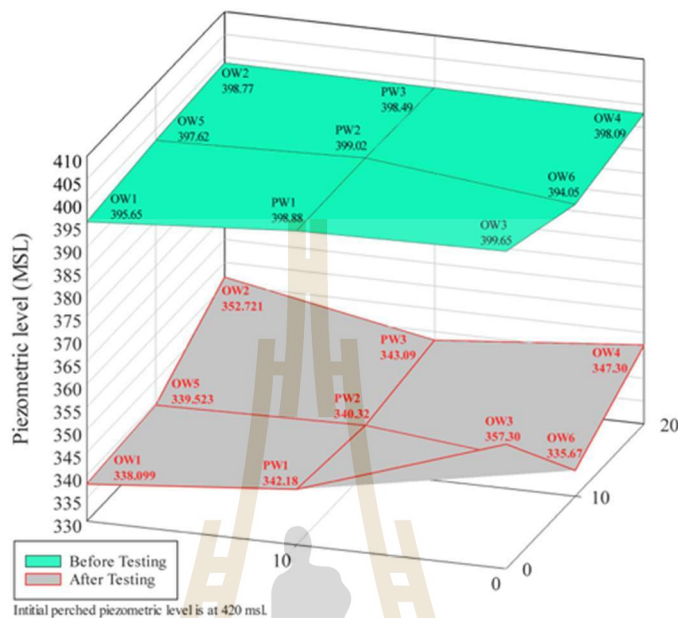 OW2
398.77
PW3
398.49
OW4
398.09
OW5
397.62
PW2
399.02
OW6
394.05
OW1
395.65
PW1
398.88
OW3
399.65
410
405
400
395
390
385
380
375
370
365
360
355
350
345
340
335
330
Piezometric level (MSL)
OW2
352.721
PW3
343.09
OW4
347.30
OW5
339.523
PW2
340.32
OW3
357.30
OW6
335.67
OW1
338.099
PW1
342.18
20
10
0
10
0
Before Testing
After Testing
Intitial perched piezometric level is at 420 msl.